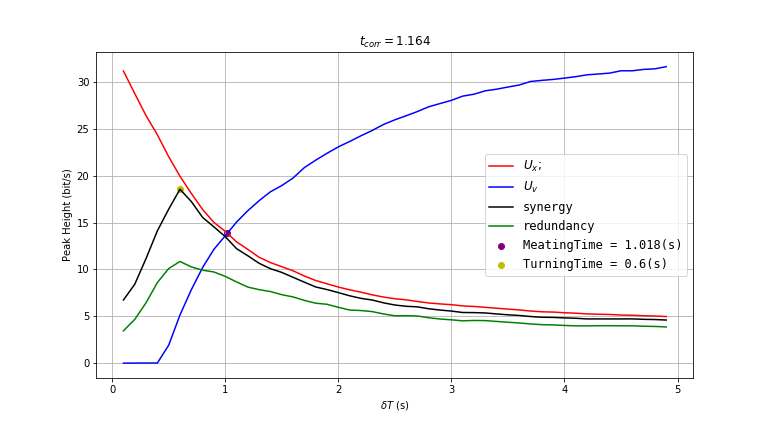 t_corr = 1.164
Peak Height (bit/s)
30
25
20
15
10
5
0
0 1 2 3 4 5
δT (s)
U_x;
U_v
synergy
redundancy
MeatingTime = 1.018(s)
TurningTime = 0.6(s)